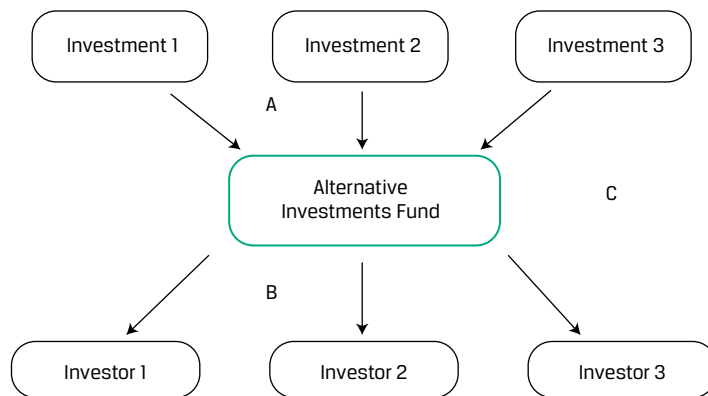 Investment 1
Investment 2
Investment 3
A
Alternative
Investments Fund
C
B
Investor 1
Investor 2
Investor 3